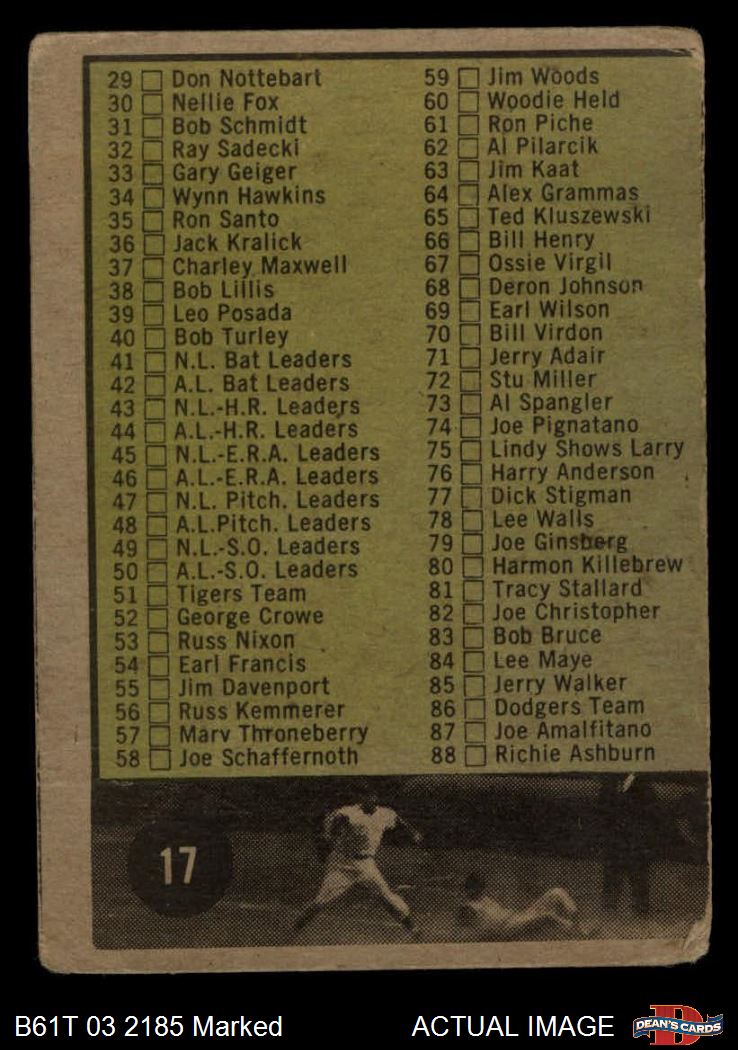 29 Don Nottebart
30 Nellie Fox
31 Bob Schmidt
32 Ray Sadecki
33 Gary Geiger
34 Wynn Hawkins
35 Ron Santo
36 Jack Kralick
37 Charley Maxwell
38 Bob Lillis
39 Leo Posada
40 Bob Turley
41 N.L. Bat Leaders
42 A.L. Bat Leaders
43 N.L.-H.R. Leaders
44 A.L.-H.R. Leaders
45 N.L.-E.R.A. Leaders
46 A.L.-E.R.A. Leaders
47 N.L. Pitch. Leaders
48 A.L.Pitch. Leaders
49 N.L.-S.O. Leaders
50 A.L.-S.O. Leaders
51 Tigers Team
52 George Crowe
53 Russ Nixon
54 Earl Francis
55 Jim Davenport
56 Russ Kemmerer
57 Marv Throneberry
58 Joe Schaffernoth
59 Jim Woods
60 Woodie Held
61 Ron Piche
62 Al Pilarcik
63 Jim Kaat
64 Alex Grammas
65 Ted Kluszewski
66 Bill Henry
67 Ossie Virgil
68 Deron Johnson
69 Earl Wilson
70 Bill Virdon
71 Jerry Adair
72 Stu Miller
73 Al Spangler
74 Joe Pignatano
75 Lindy Shows Larry
76 Harry Anderson
77 Dick Stigman
78 Lee Walls
79 Joe Ginsberg
80 Harmon Killebrew
81 Tracy Stallard
82 Joe Christopher
83 Bob Bruce
84 Lee Maye
85 Jerry Walker
86 Dodgers Team
87 Joe Amalfitano
88 Richie Ashburn
17
B61T 03 2185 Marked
ACTUAL IMAGE
D
DEAN'S CARDS